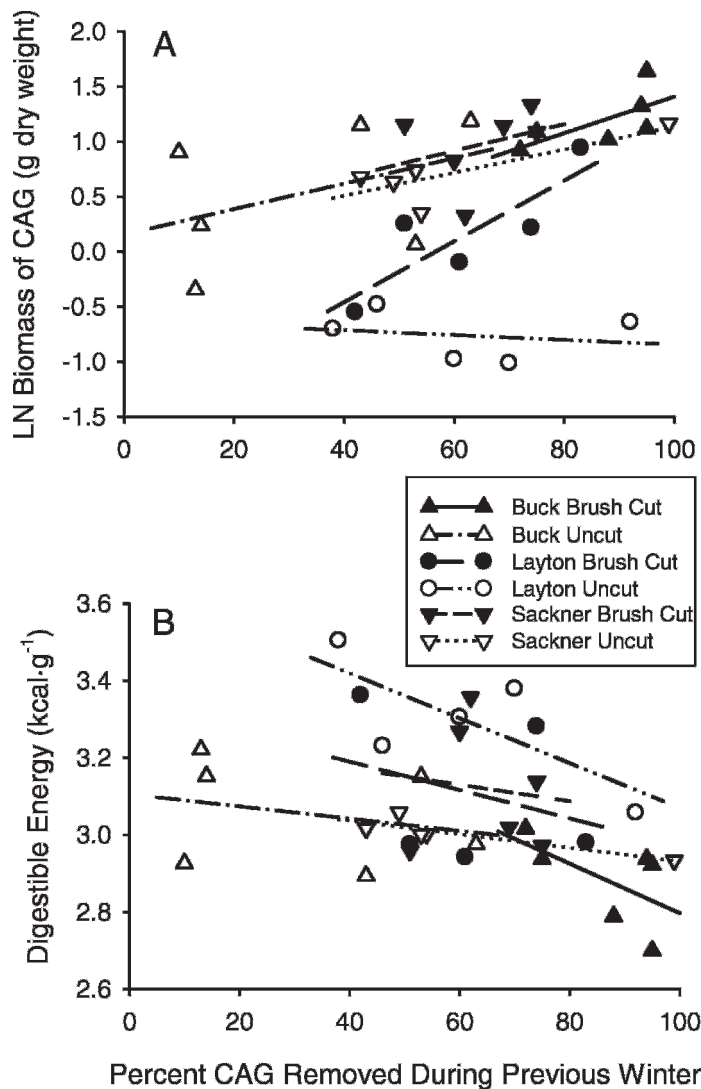 A
LN Biomass of CAG (g dry weight)
2.0
1.5
1.0
0.5
0.0
-0.5
-1.0
-1.5
0 20 40 60 80 100
Buck Brush Cut
Buck Uncut
Layton Brush Cut
Layton Uncut
Sackner Brush Cut
Sackner Uncut
B
Digestible Energy (kcal·g⁻¹)
3.6
3.4
3.2
3.0
2.8
2.6
0 20 40 60 80 100
Percent CAG Removed During Previous Winter